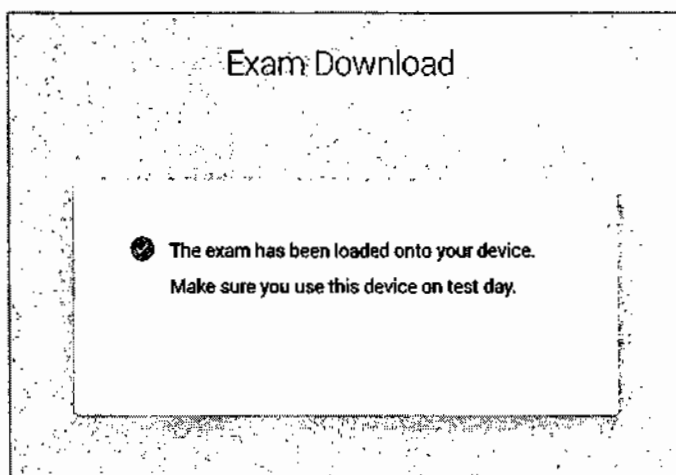 Exam Download
The exam has been loaded onto your device.
Make sure you use this device on test day.